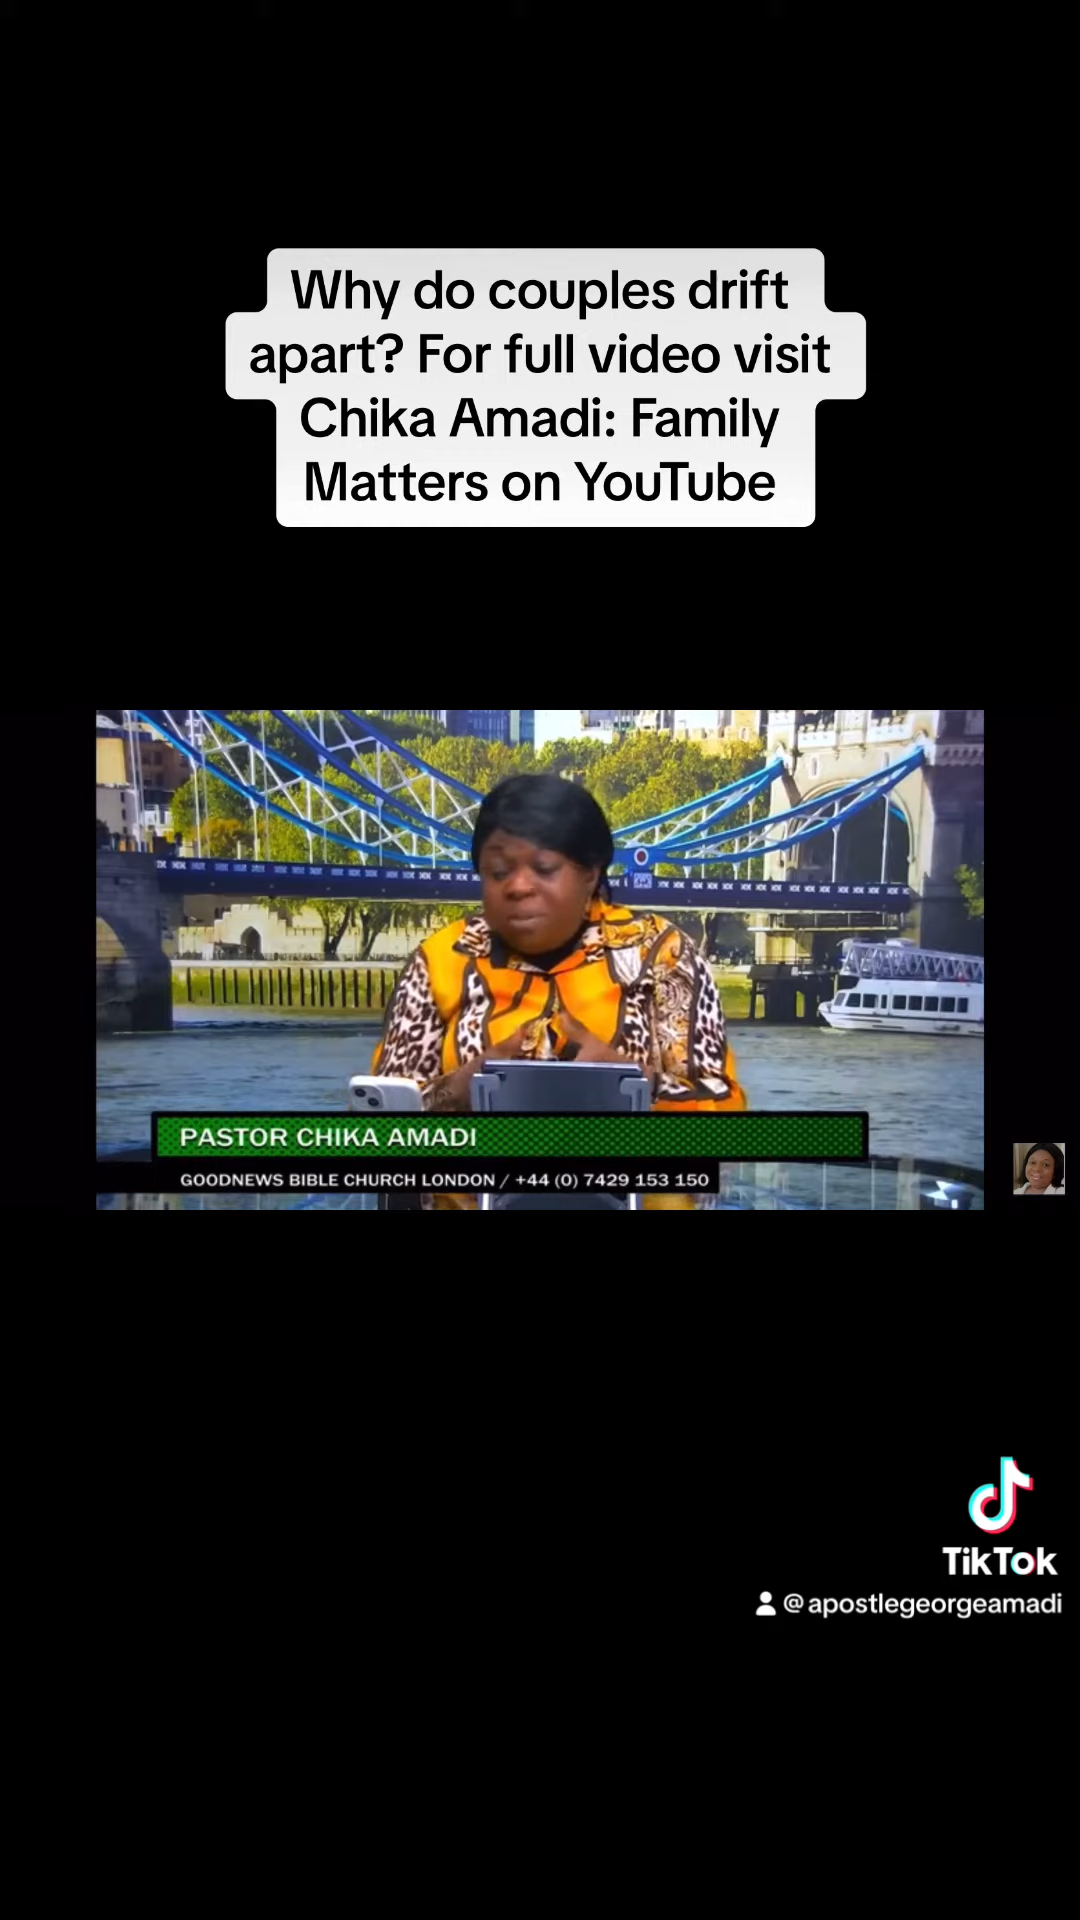 Why do couples drift
apart? For full video visit
Chika Amadi: Family
Matters on YouTube
PASTOR CHIKA AMADI
GOODNEWS BIBLE CHURCH LONDON / +44 (0) 7429 153 150
TikTok
@apostlegeorgeamadi